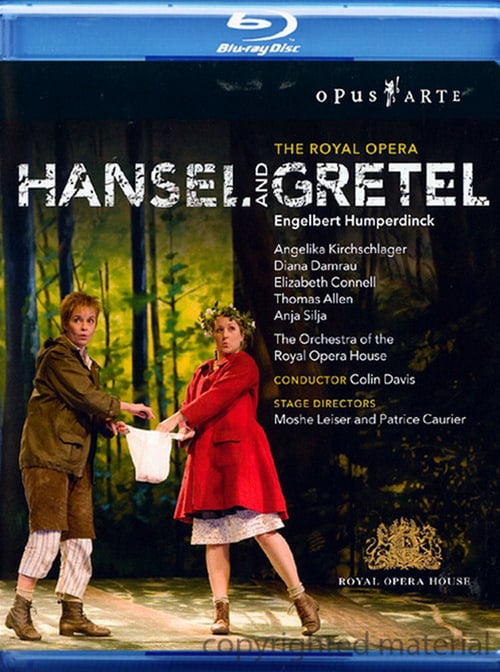 Blu-ray Disc
OPUS ARTE
THE ROYAL OPERA
HANSEL AND GRETEL
Engelbert Humperdinck
Angelika Kirchschlager
Diana Damrau
Elizabeth Connell
Thomas Allen
Anja Silja
The Orchestra of the
Royal Opera House
CONDUCTOR Colin Davis
STAGE DIRECTORS
Moshe Leiser and Patrice Caurier
ROYAL OPERA HOUSE
copyrighted material